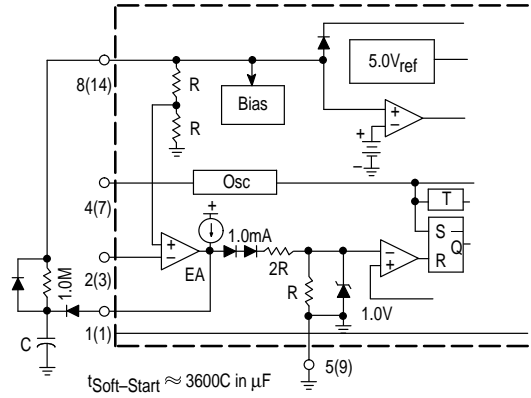 5.0Vref
R
8(14)
Bias
R
+
−
+
−
Osc
4(7)
T
+
1.0mA
S
Q
R
+
−
2(3)
EA
2R
−
+
R
1.0M
1.0V
1(1)
C
5(9)
tSoft–Start ≈ 3600C in µF